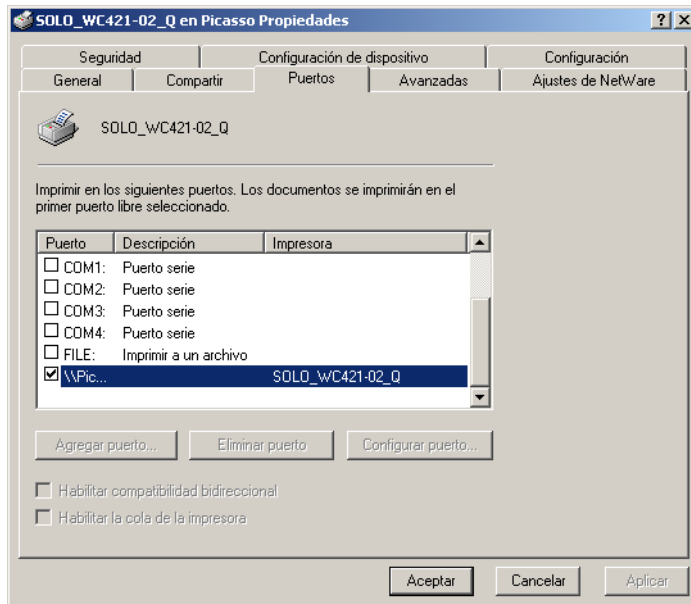 SOLO_WC421-02_Q en Picasso Propiedades
Seguridad Configuración de dispositivo Configuración
General Compartir Puertos Avanzadas Ajustes de NetWare
SOLO_WC421-02_Q
Imprimir en los siguientes puertos. Los documentos se imprimirán en el
primer puerto libre seleccionado.
Puerto Descripción Impresora
COM1: Puerto serie
COM2: Puerto serie
COM3: Puerto serie
COM4: Puerto serie
FILE: Imprimir a un archivo
\\Pic... SOLO_WC421-02_Q
Agregar puerto... Eliminar puerto Configurar puerto...
Habilitar compatibilidad bidireccional
Habilitar la cola de la impresora
Aceptar Cancelar Aplicar